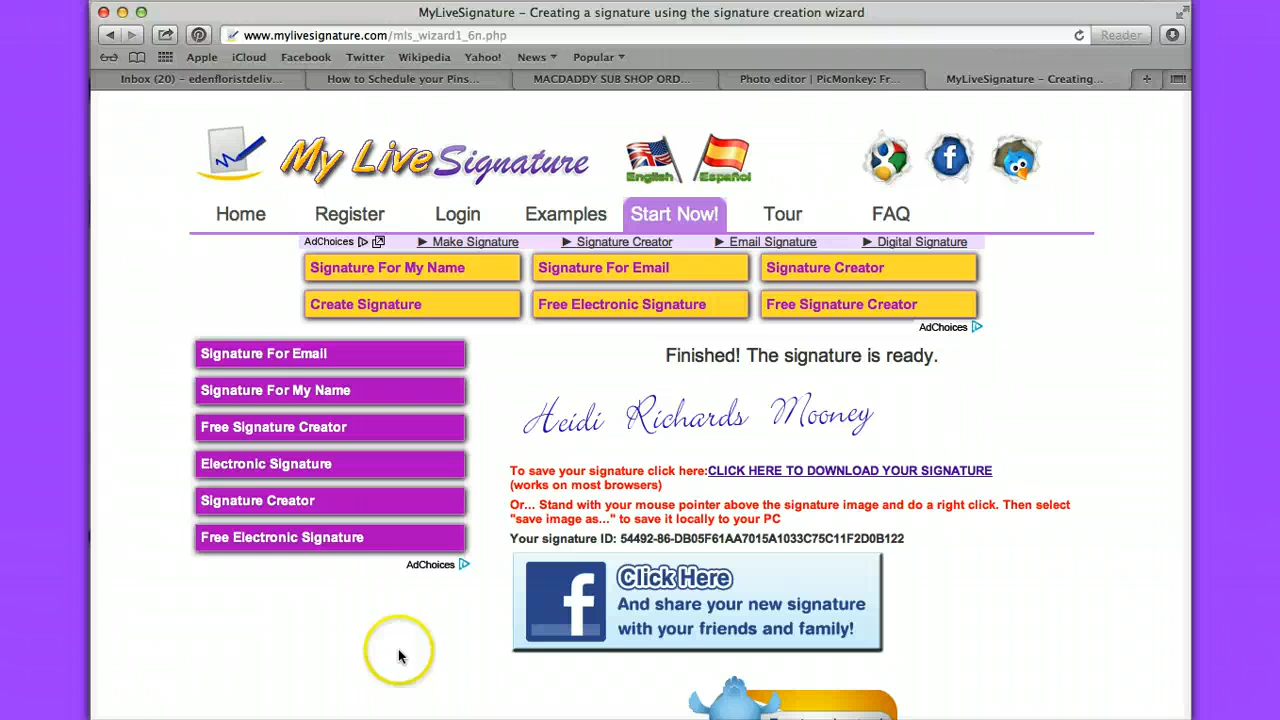 MyLiveSignature – Creating a signature using the signature creation wizard
www.mylivesignature.com/mls_wizard1_6n.php
Reader
Apple iCloud Facebook Twitter Wikipedia Yahoo! News Popular
Inbox (20) – edenfloristdeliv... How to Schedule your Pins... MACDADDY SUB SHOP ORD... Photo editor | PicMonkey: Fr... MyLiveSignature – Creating... +
My Live Signature
English Español
Home Register Login Examples Start Now! Tour FAQ
AdChoices Make Signature Signature Creator Email Signature Digital Signature
Signature For My Name Signature For Email Signature Creator
Create Signature Free Electronic Signature Free Signature Creator
AdChoices
Signature For Email
Signature For My Name
Free Signature Creator
Electronic Signature
Signature Creator
Free Electronic Signature
AdChoices
Finished! The signature is ready.
Heidi Richards Mooney
To save your signature click here:CLICK HERE TO DOWNLOAD YOUR SIGNATURE
(works on most browsers)
Or... Stand with your mouse pointer above the signature image and do a right click. Then select
"save image as..." to save it locally to your PC
Your signature ID: 54492-86-DB05F61AA7015A1033C75C11F2D0B122
Click Here
And share your new signature
with your friends and family!